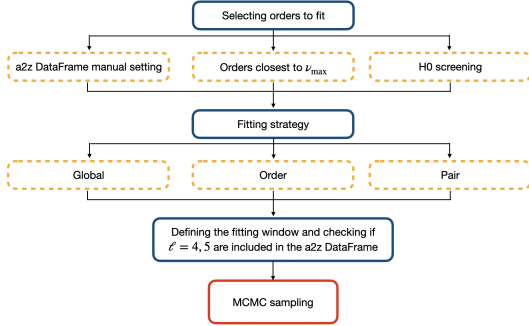 Selecting orders to fit
a2z DataFrame manual setting
Orders closest to ν_max
H0 screening
Fitting strategy
Global
Order
Pair
Defining the fitting window and checking if
ℓ = 4, 5 are included in the a2z DataFrame
MCMC sampling